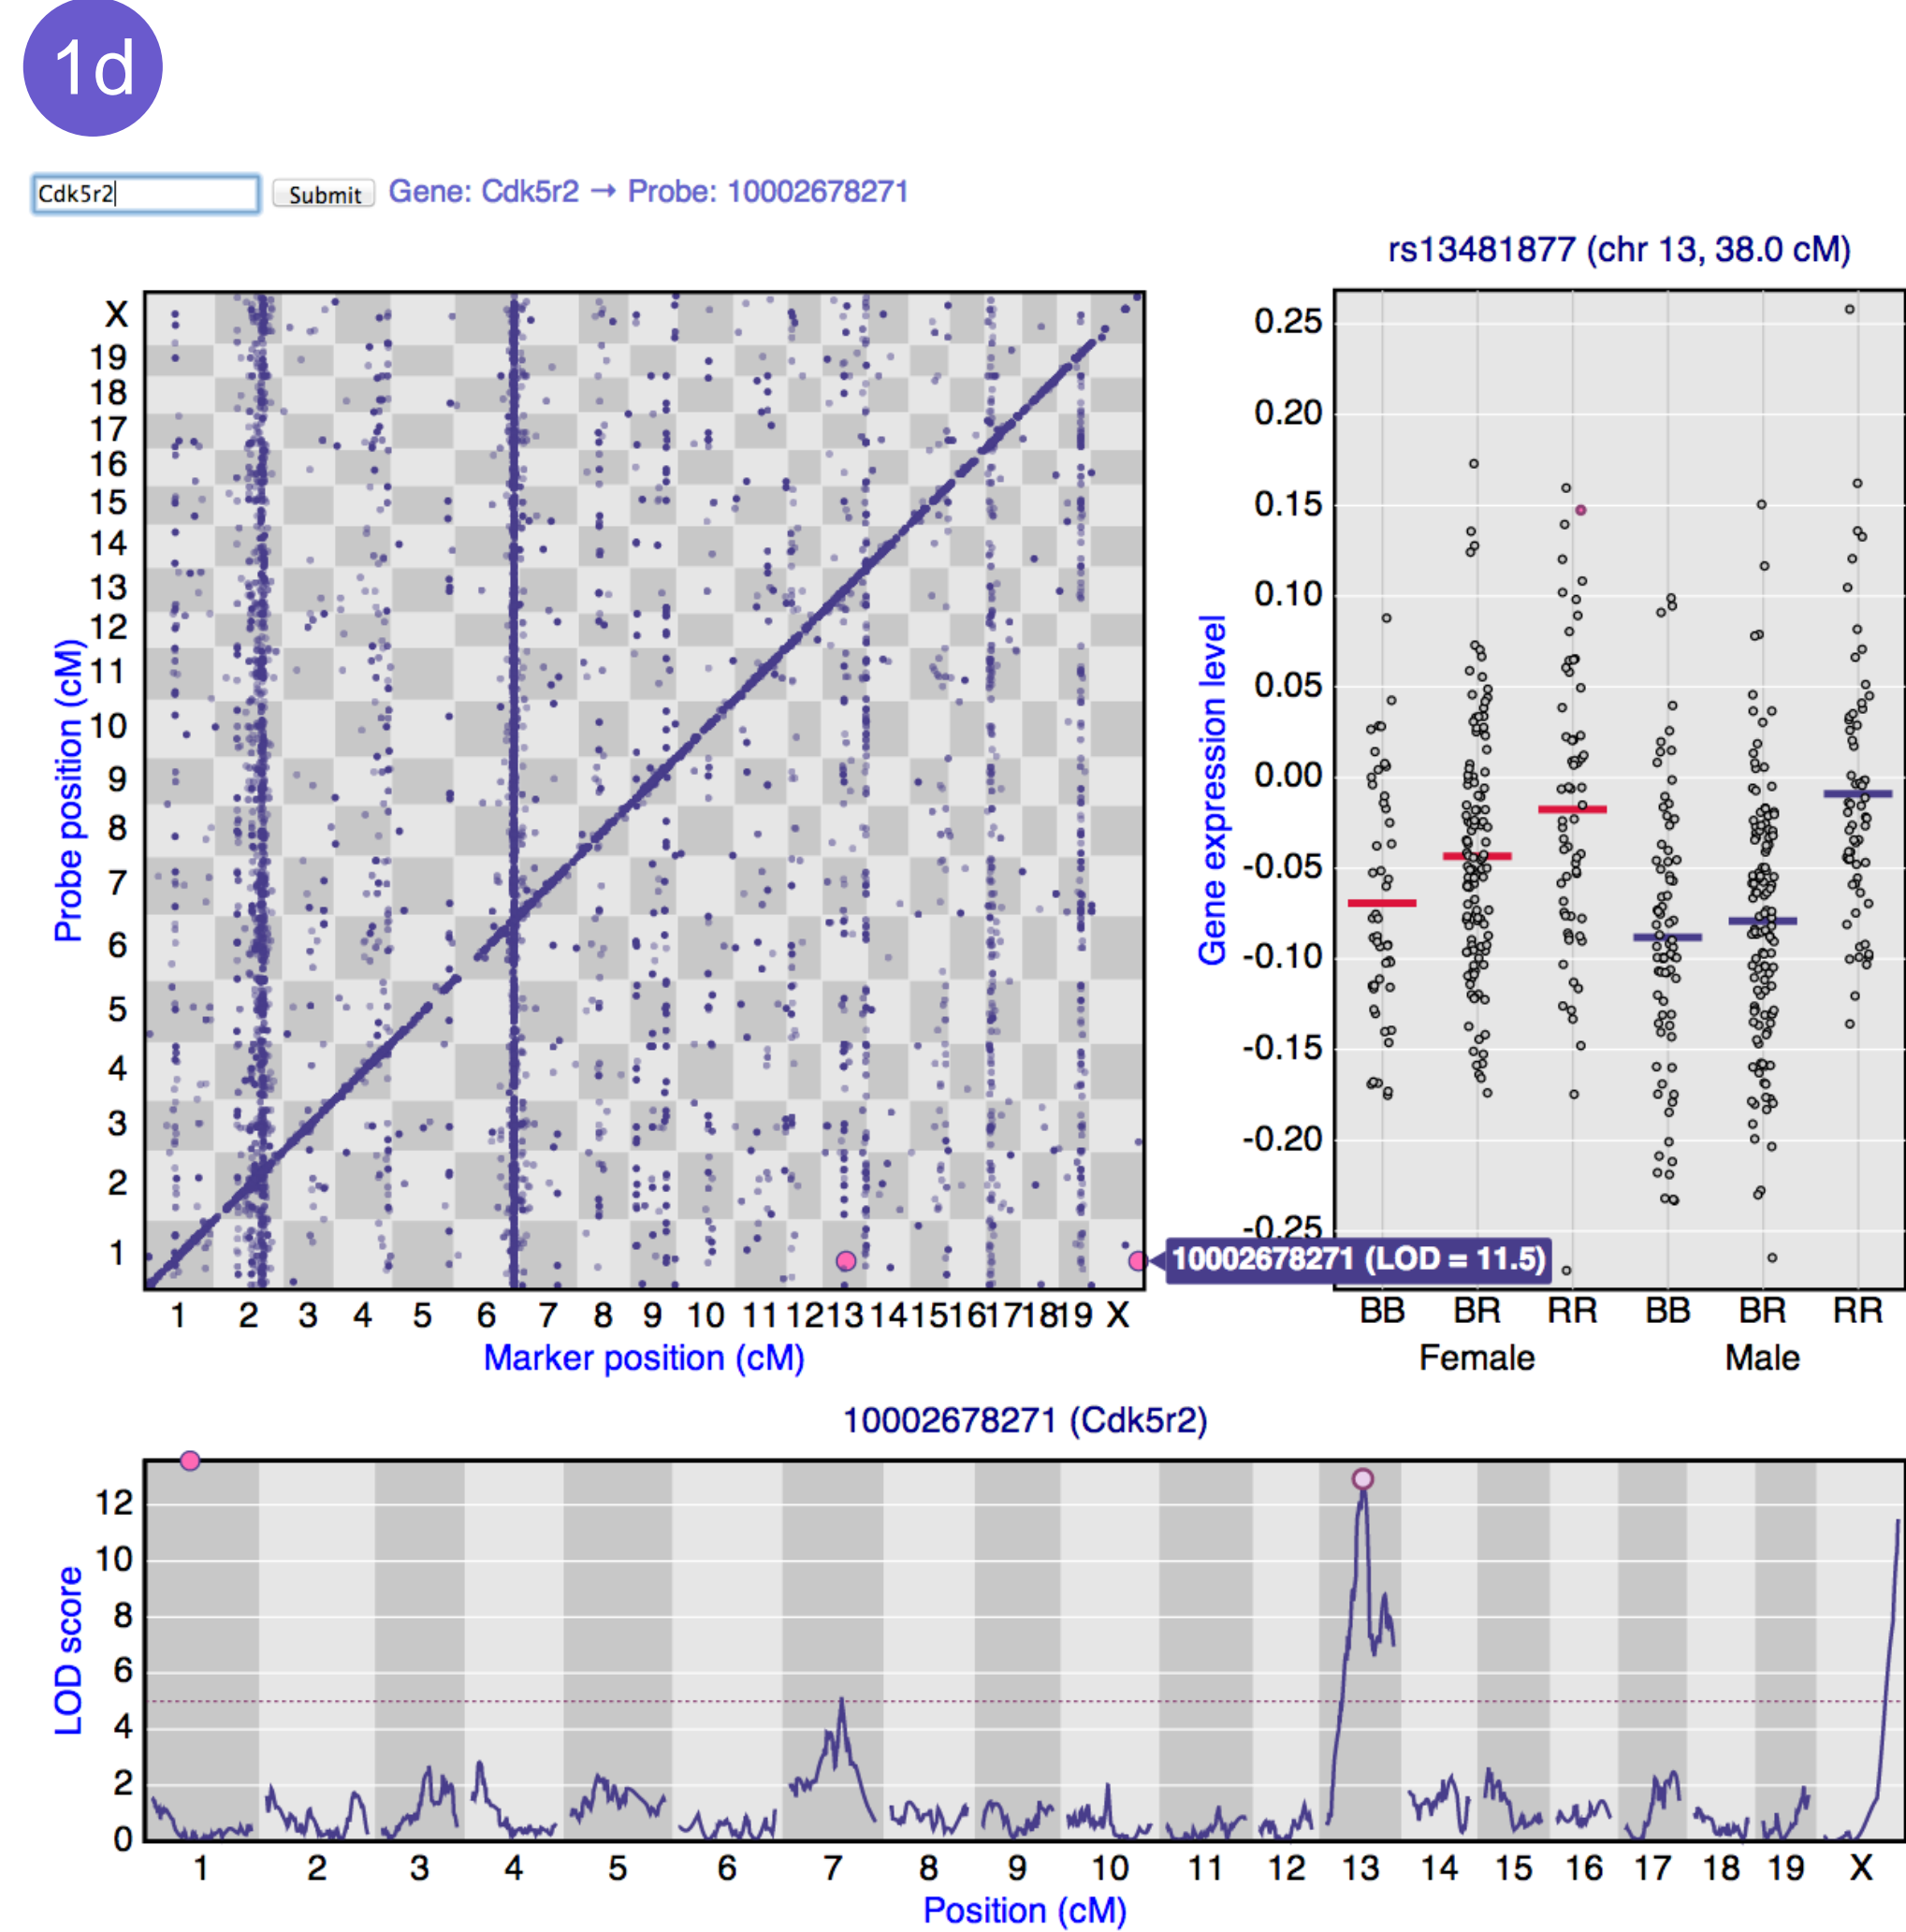 1d
Cdk5r2 Submit Gene: Cdk5r2 → Probe: 10002678271
X
19
18
17
16
15
14
13
12
11
10
9
8
7
6
5
4
3
2
1
Probe position (cM)
1 2 3 4 5 6 7 8 9 10 11 12 13 14 15 16 17 18 19 X
Marker position (cM)
10002678271 (LOD = 11.5)
rs13481877 (chr 13, 38.0 cM)
0.25
0.20
0.15
0.10
0.05
0.00
-0.05
-0.10
-0.15
-0.20
-0.25
Gene expression level
BB BR RR BB BR RR
Female Male
10002678271 (Cdk5r2)
12
10
8
6
4
2
0
LOD score
1 2 3 4 5 6 7 8 9 10 11 12 13 14 15 16 17 18 19 X
Position (cM)